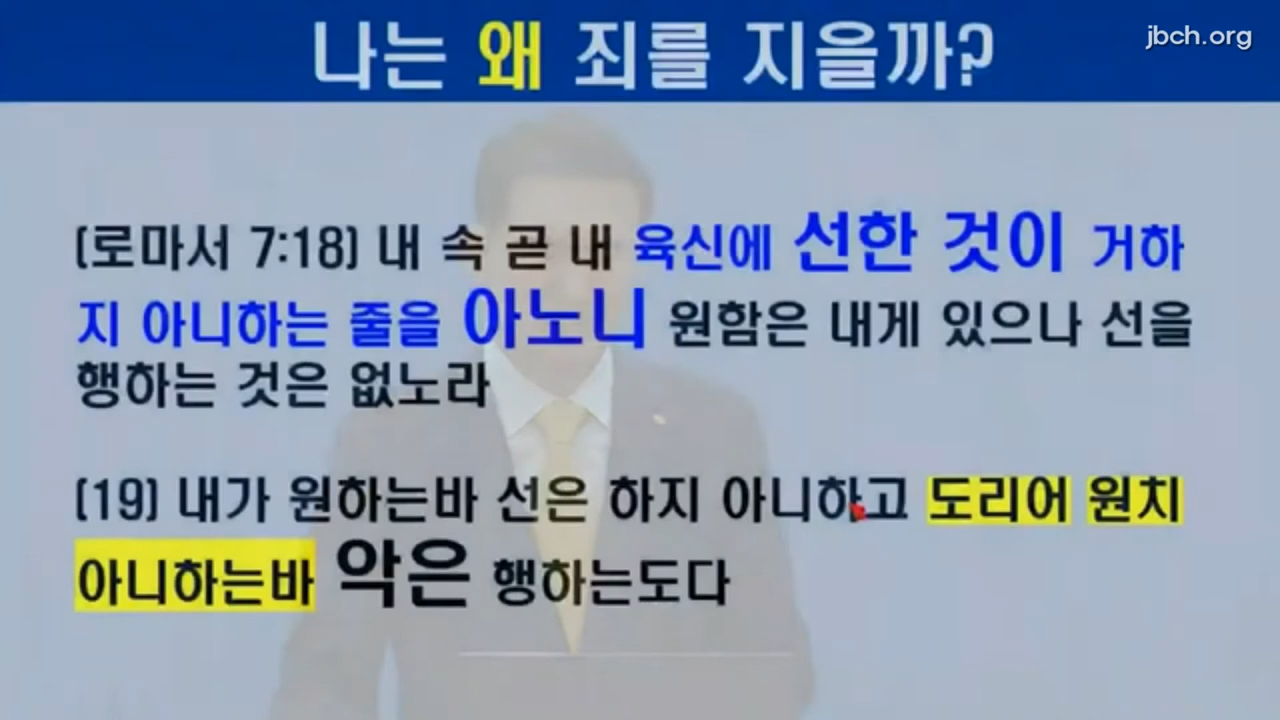 나는 왜 죄를 지을까?
jbch.org
(로마서 7:18) 내 속 곧 내 육신에 선한 것이 거하
지 아니하는 줄을 아노니 원함은 내게 있으나 선을
행하는 것은 없노라
(19) 내가 원하는바 선은 하지 아니하고 도리어 원치
아니하는바 악은 행하는도다